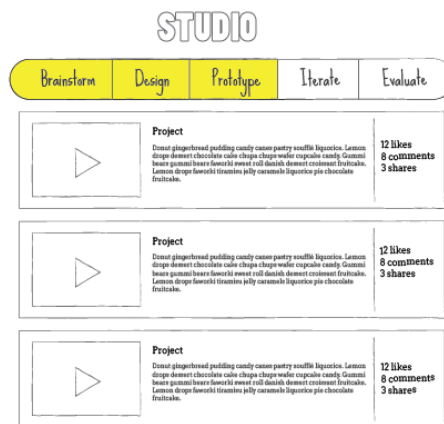 STUDIO
Brainstorm Design Prototype Iterate Evaluate
Project
Donut gingerbread pudding candy canes pastry soufflé liquorice. Lemon
drops dessert chocolate cake chupa chups wafer cupcake candy. Gummi
bears gummi bears faworki sweet roll danish dessert croissant fruitcake.
Lemon drops faworki tiramisu jelly caramels liquorice pie chocolate
fruitcake.
12 likes
8 comments
3 shares
Project
Donut gingerbread pudding candy canes pastry soufflé liquorice. Lemon
drops dessert chocolate cake chupa chups wafer cupcake candy. Gummi
bears gummi bears faworki sweet roll danish dessert croissant fruitcake.
Lemon drops faworki tiramisu jelly caramels liquorice pie chocolate
fruitcake.
12 likes
8 comments
3 shares
Project
Donut gingerbread pudding candy canes pastry soufflé liquorice. Lemon
drops dessert chocolate cake chupa chups wafer cupcake candy. Gummi
bears gummi bears faworki sweet roll danish dessert croissant fruitcake.
Lemon drops faworki tiramisu jelly caramels liquorice pie chocolate
fruitcake.
12 likes
8 comments
3 shares